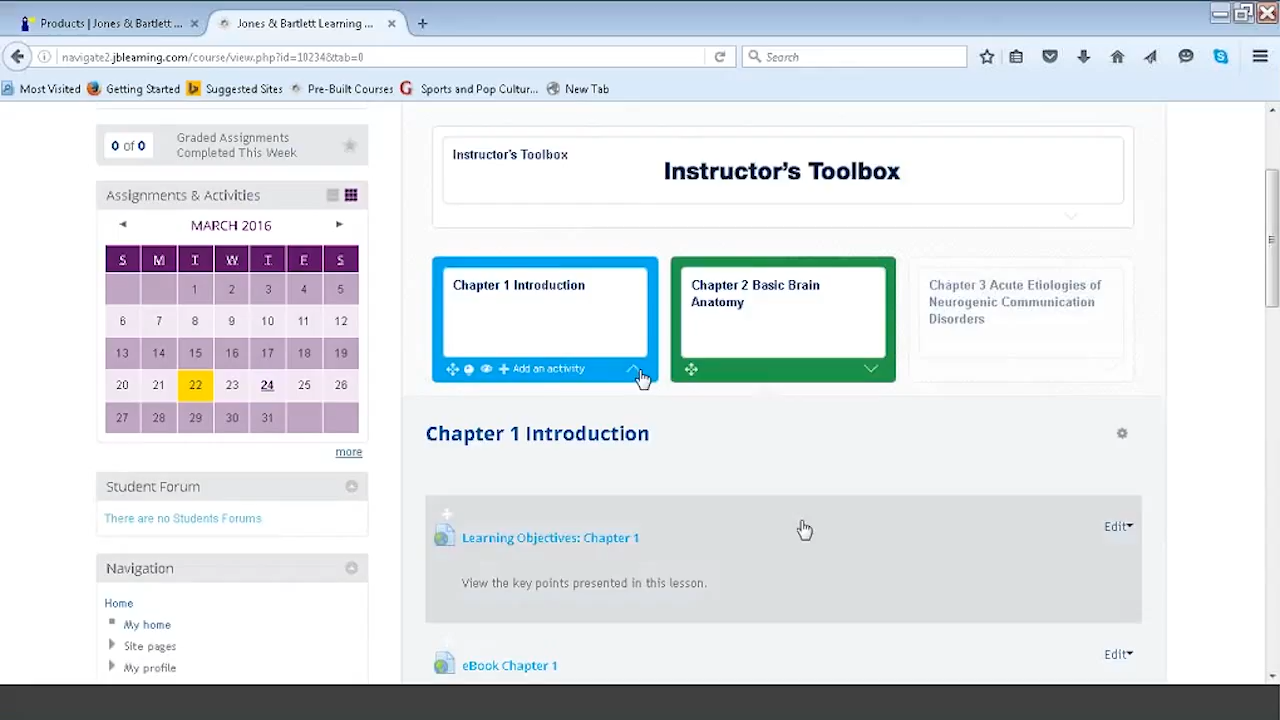 Products | Jones & Bartlett ...
Jones & Bartlett Learning ...
navigate2.jblearning.com/course/view.php?id=10234&tab=0
Search
Most Visited
Getting Started
Suggested Sites
Pre-Built Courses
Sports and Pop Cultur...
New Tab
0 of 0
Graded Assignments
Completed This Week
Assignments & Activities
MARCH 2016
S M T W T F S
1 2 3 4 5
6 7 8 9 10 11 12
13 14 15 16 17 18 19
20 21 22 23 24 25 26
27 28 29 30 31
more
Student Forum
There are no Students Forums
Navigation
Home
My home
Site pages
My profile
Instructor's Toolbox
Instructor's Toolbox
Chapter 1 Introduction
Add an activity
Chapter 2 Basic Brain
Anatomy
Chapter 3 Acute Etiologies of
Neurogenic Communication
Disorders
Chapter 1 Introduction
Learning Objectives: Chapter 1
Edit
View the key points presented in this lesson.
eBook Chapter 1
Edit